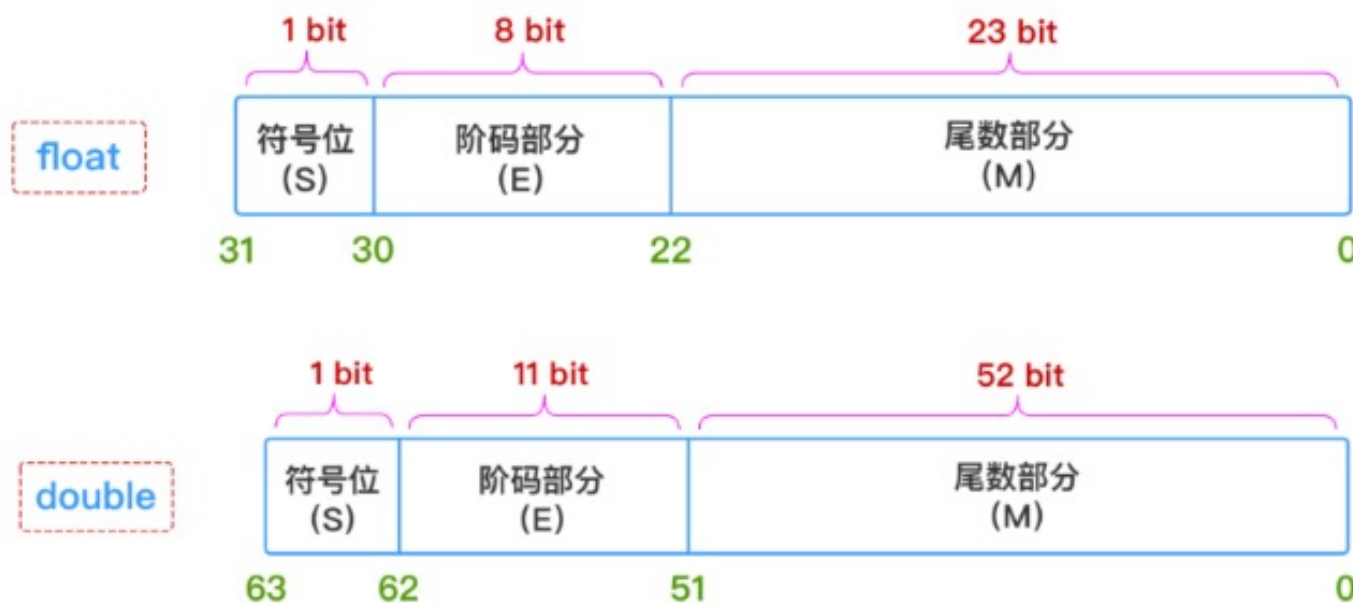 1 bit 8 bit 23 bit
float 符号位 阶码部分 尾数部分
(S) (E) (M)
31 30 22 0
1 bit 11 bit 52 bit
double 符号位 阶码部分 尾数部分
(S) (E) (M)
63 62 51 0